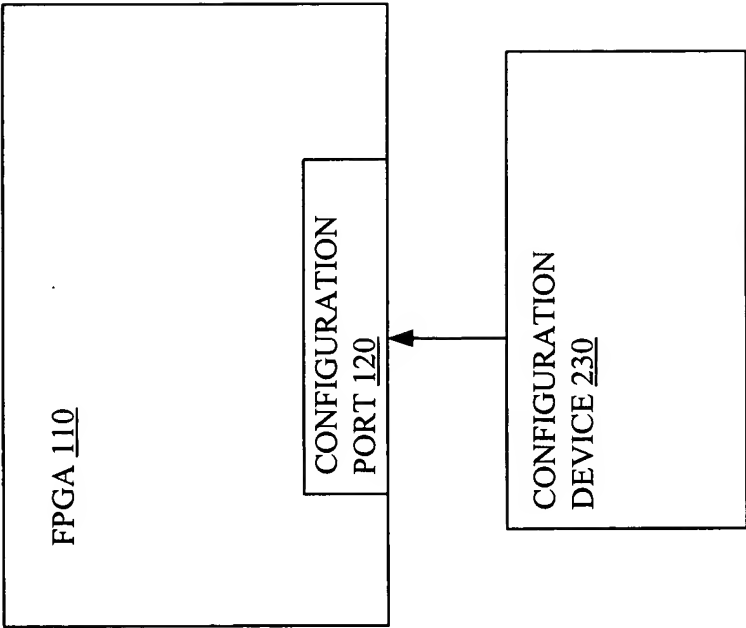 FPGA 110
CONFIGURATION
PORT 120
CONFIGURATION
DEVICE 230